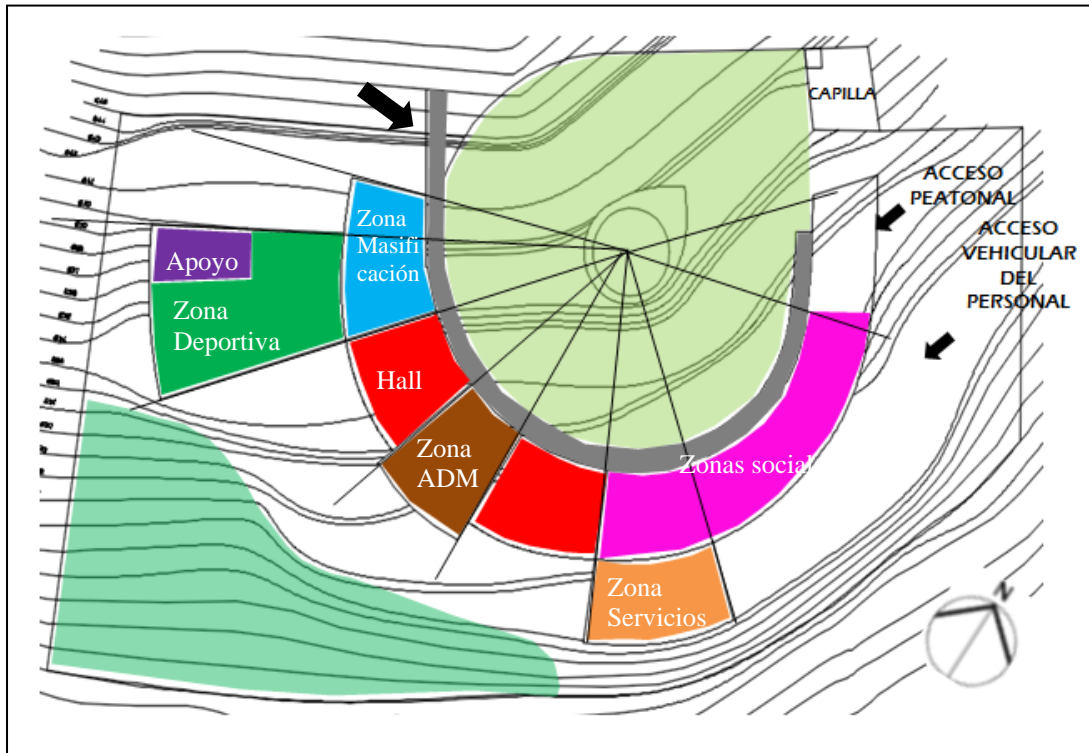 CAPILLA
ACCESO
PEATONAL
ACCESO
VEHICULAR
DEL
PERSONAL
Zona
Masifi
cación
Apoyo
Zona
Deportiva
Hall
Zona
ADM
Zonas social
Zona
Servicios
N